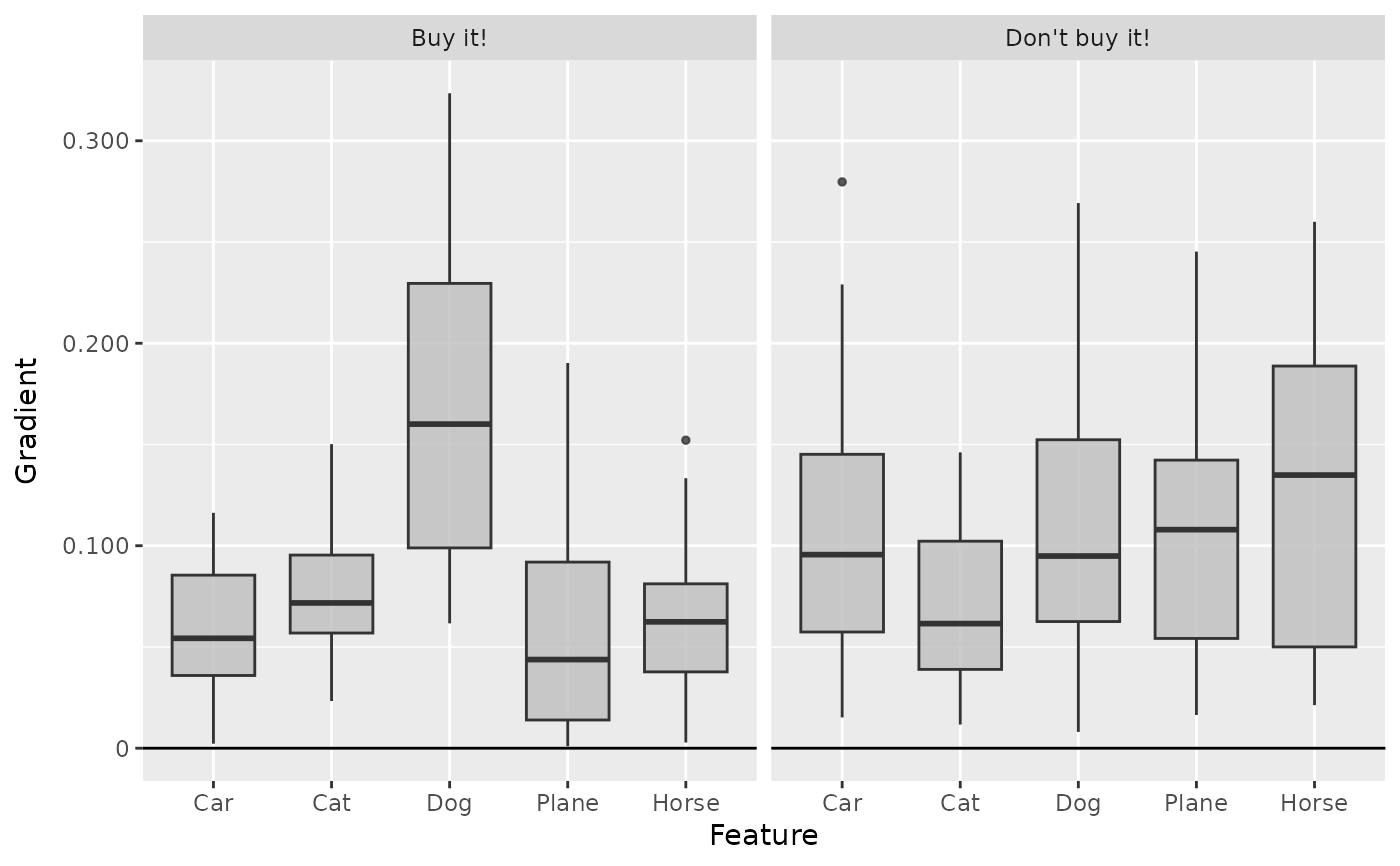 Buy it!
Don't buy it!
0.300
0.200
0.100
0
Gradient
Car Cat Dog Plane Horse
Car Cat Dog Plane Horse
Feature